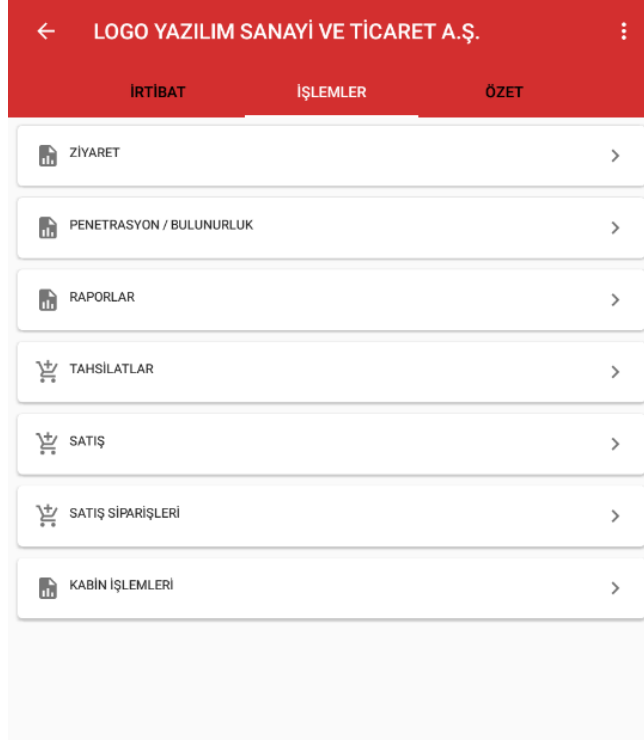 LOGO YAZILIM SANAYİ VE TİCARET A.Ş.
İRTİBAT İŞLEMLER ÖZET
ZİYARET
PENETRASYON / BULUNURLUK
RAPORLAR
TAHSİLATLAR
SATIŞ
SATIŞ SİPARİŞLERİ
KABİN İŞLEMLERİ